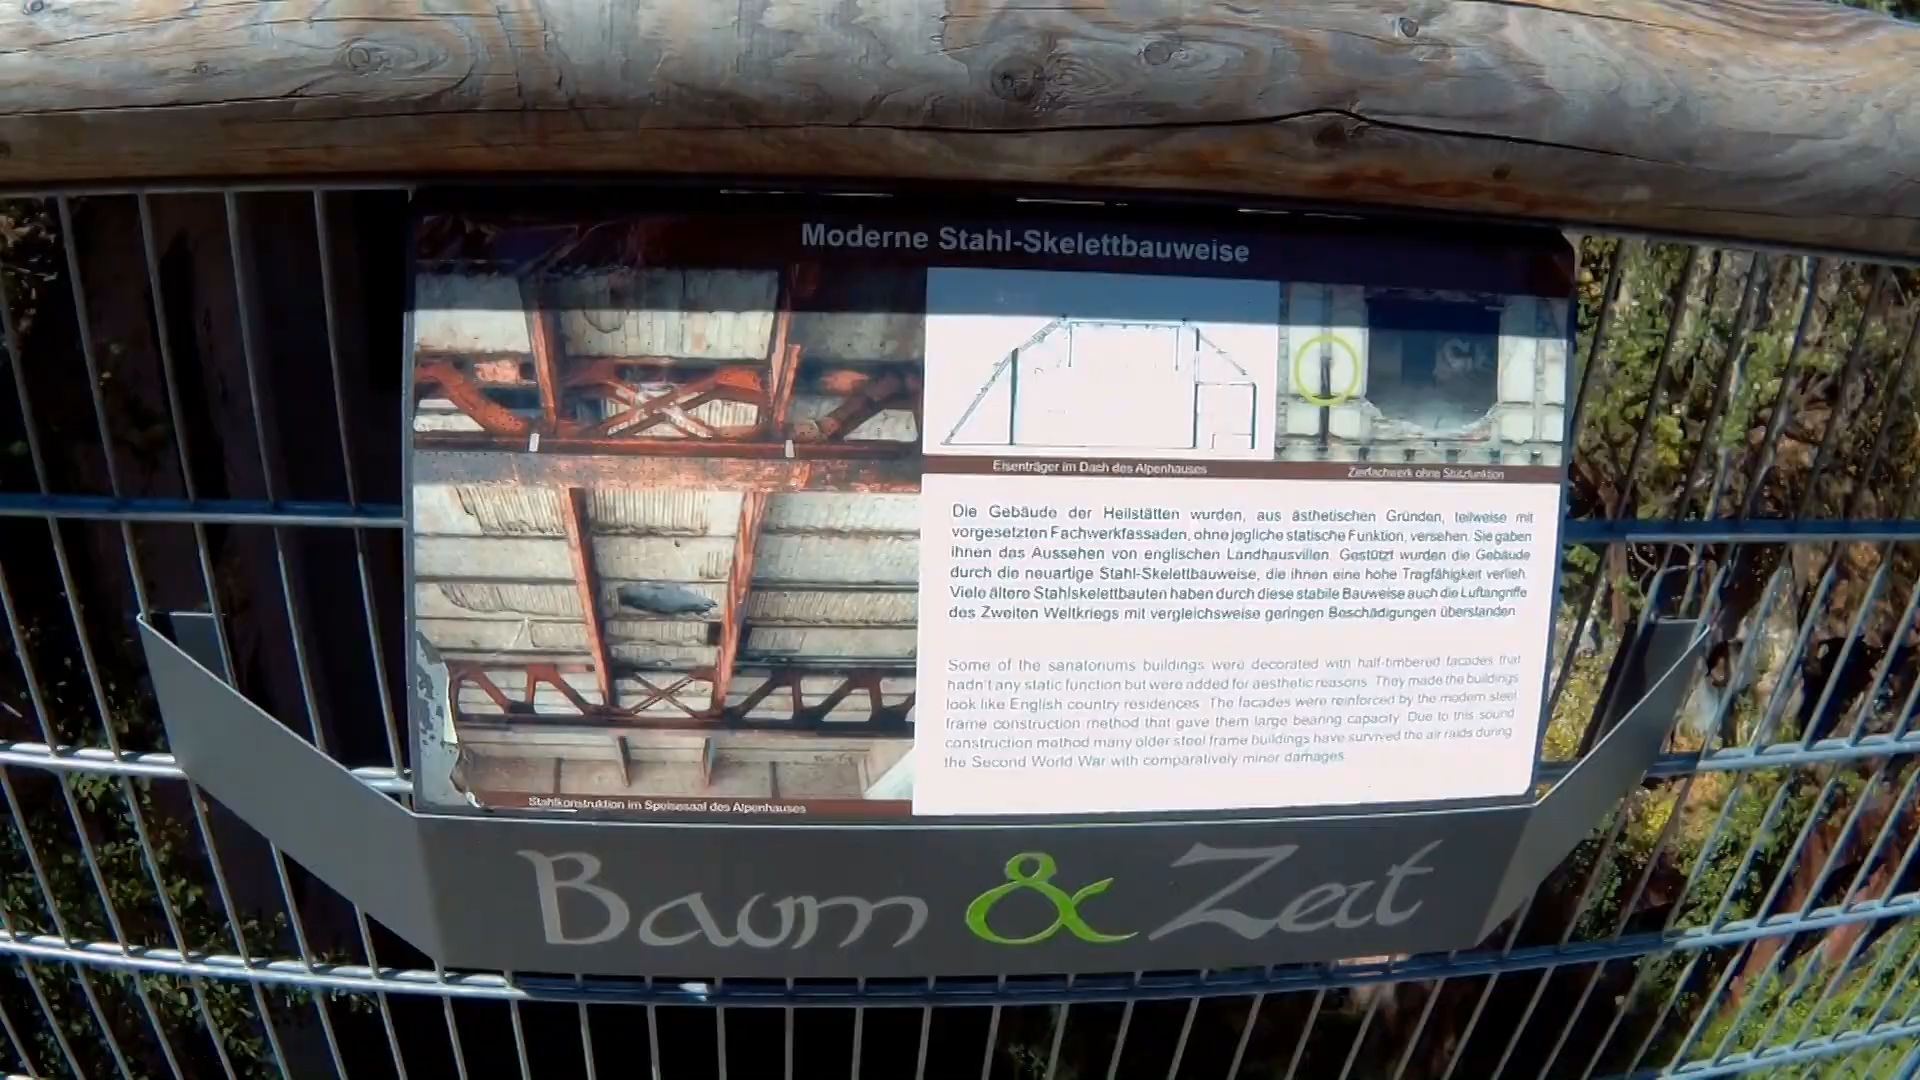 Moderne Stahl-Skelettbauweise
Eisenträger im Dach des Alpenhauses
Zierfachwerk ohne Stützfunktion
Die Gebäude der Heilstätten wurden, aus ästhetischen Gründen, teilweise mit
vorgesetzten Fachwerkfassaden, ohne jegliche statische Funktion, versehen. Sie gaben
ihnen das Aussehen von englischen Landhausvillen. Gestützt wurden die Gebäude
durch die neuartige Stahl-Skelettbauweise, die ihnen eine hohe Tragfähigkeit verlieh.
Viele ältere Stahlskelettbauten haben durch diese stabile Bauweise auch die Luftangriffe
des Zweiten Weltkriegs mit vergleichsweise geringen Beschädigungen überstanden.
Some of the sanatoriums buildings were decorated with half-timbered facades that
hadn't any static function but were added for aesthetic reasons. They made the buildings
look like English country residences. The facades were reinforced by the modern steel
frame construction method that gave them large bearing capacity. Due to this sound
construction method many older steel frame buildings have survived the air raids during
the Second World War with comparatively minor damages.
Stahlkonstruktion im Speisesaal des Alpenhauses
Baum & Zeit